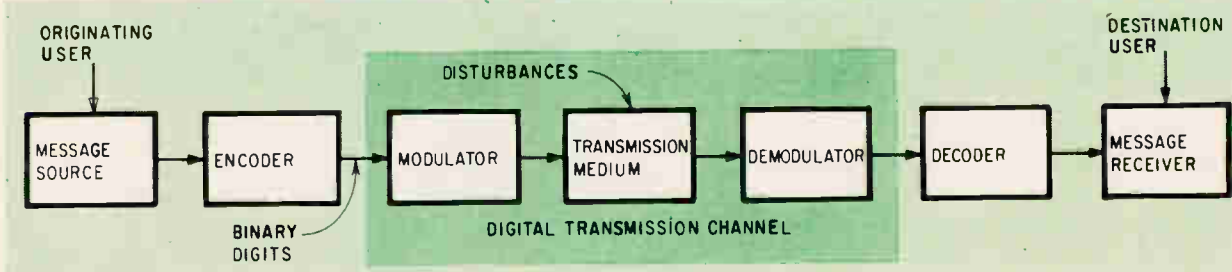 ORIGINATING
USER
DESTINATION
USER
DISTURBANCES
MESSAGE
SOURCE
ENCODER
MODULATOR
TRANSMISSION
MEDIUM
DEMODULATOR
DECODER
MESSAGE
RECEIVER
BINARY
DIGITS
DIGITAL TRANSMISSION CHANNEL